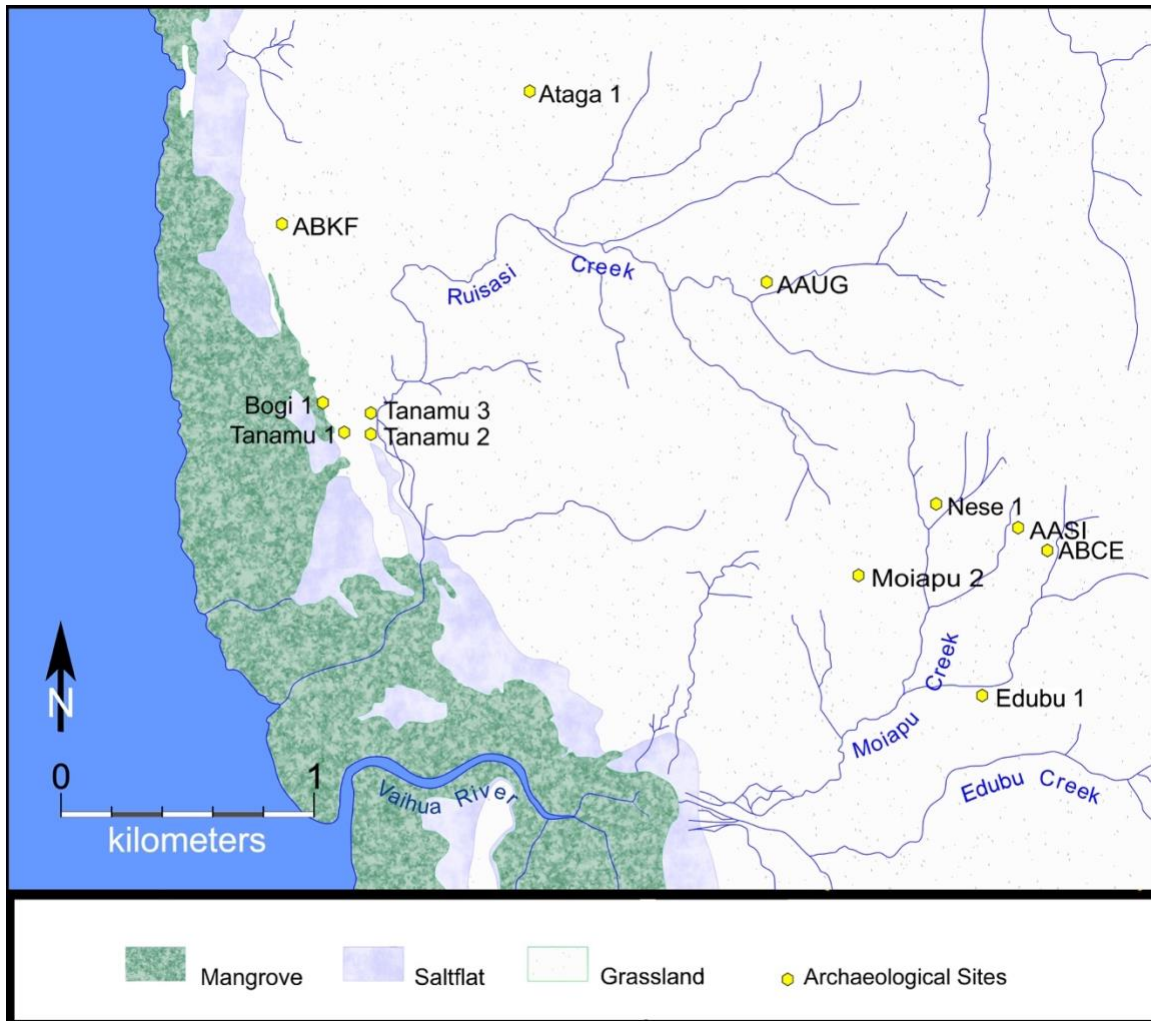 Ataga 1
ABKF
Ruisasi Creek
AAUG
Bogi 1
Tanamu 3
Tanamu 1
Tanamu 2
Nese 1
AASI
ABCE
Moiapu 2
Moiapu Creek
Edubu 1
Edubu Creek
Vaihua River
N
0 1
kilometers
Mangrove Saltflat Grassland Archaeological Sites